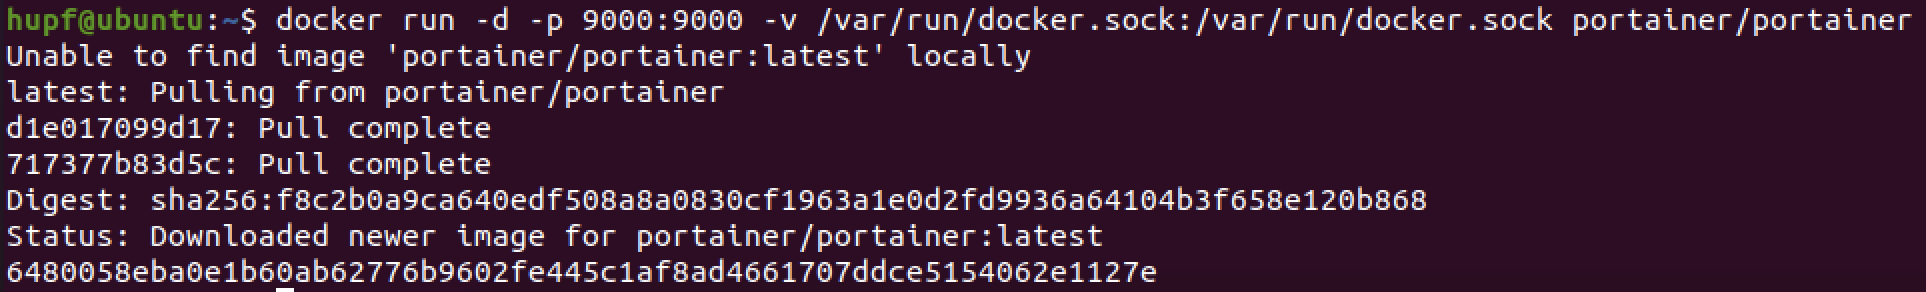 hupf@ubuntu:~$ docker run -d -p 9000:9000 -v /var/run/docker.sock:/var/run/docker.sock portainer/portainer
Unable to find image 'portainer/portainer:latest' locally
latest: Pulling from portainer/portainer
d1e017099d17: Pull complete
717377b83d5c: Pull complete
Digest: sha256:f8c2b0a9ca640edf508a8a0830cf1963a1e0d2fd9936a64104b3f658e120b868
Status: Downloaded newer image for portainer/portainer:latest
6480058eba0e1b60ab62776b9602fe445c1af8ad4661707ddce5154062e1127e